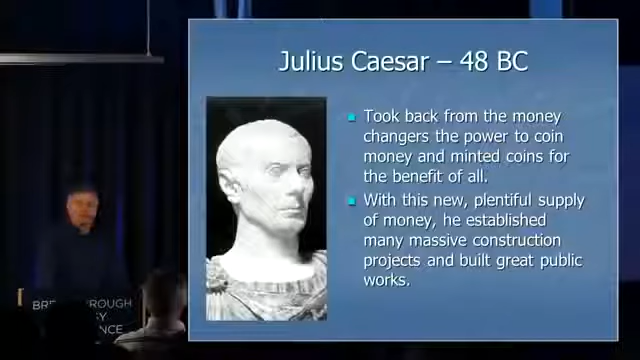 Julius Caesar – 48 BC
Took back from the money
changers the power to coin
money and minted coins for
the benefit of all.
With this new, plentiful supply
of money, he established
many massive construction
projects and built great public
works.